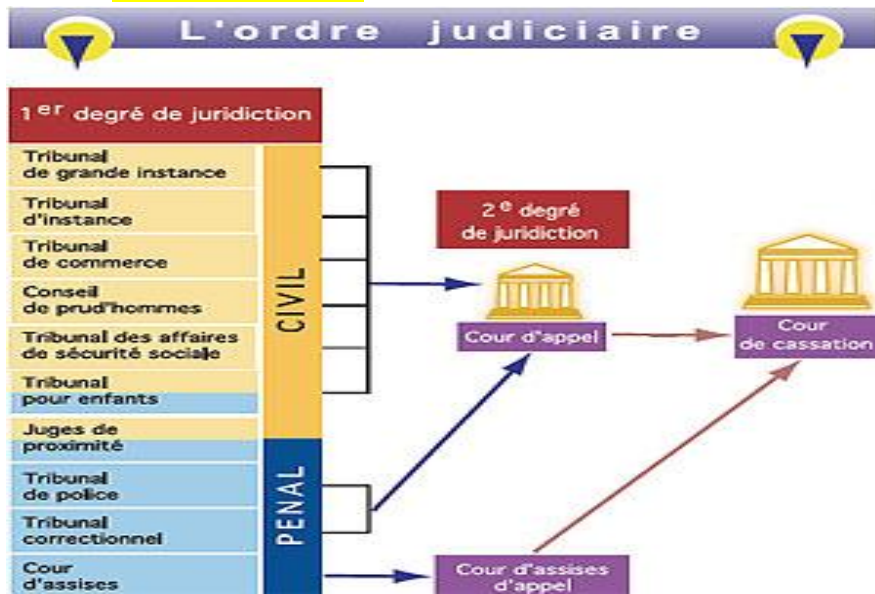 L'ordre judiciaire
1er degré de juridiction
Tribunal
de grande instance
Tribunal
d'instance
Tribunal
de commerce
Conseil
de prud'hommes
Tribunal des affaires
de sécurité sociale
Tribunal
pour enfants
Juges de
proximité
Tribunal
de police
Tribunal
correctionnel
Cour
d'assises
CIVIL
PENAL
2e degré
de juridiction
Cour d'appel
Cour d'assises
d'appel
Cour
de cassation